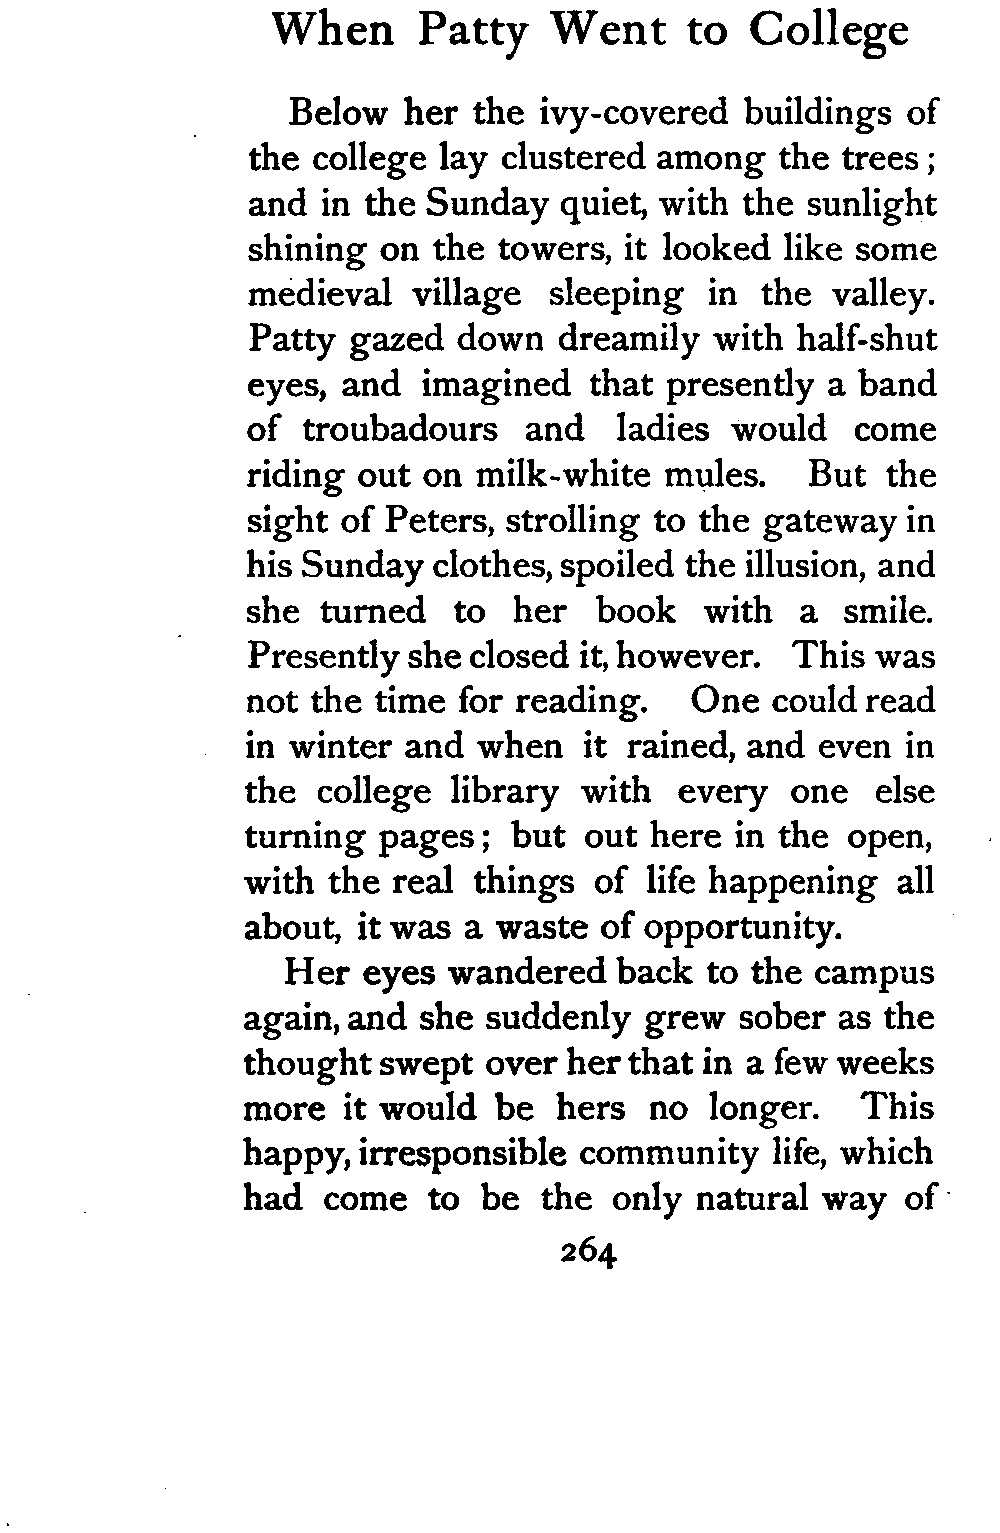 When Patty Went to College
Below her the ivy-covered buildings of
the college lay clustered among the trees ;
and in the Sunday quiet, with the sunlight
shining on the towers, it looked like some
medieval village sleeping in the valley.
Patty gazed down dreamily with half-shut
eyes, and imagined that presently a band
of troubadours and ladies would come
riding out on milk-white mules. But the
sight of Peters, strolling to the gateway in
his Sunday clothes, spoiled the illusion, and
she turned to her book with a smile.
Presently she closed it, however. This was
not the time for reading. One could read
in winter and when it rained, and even in
the college library with every one else
turning pages ; but out here in the open,
with the real things of life happening all
about, it was a waste of opportunity.
Her eyes wandered back to the campus
again, and she suddenly grew sober as the
thought swept over her that in a few weeks
more it would be hers no longer. This
happy, irresponsible community life, which
had come to be the only natural way of
264